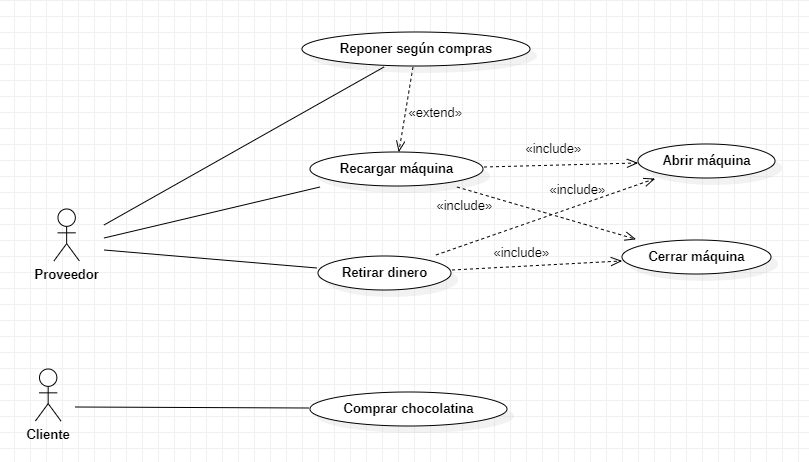 Reponer según compras
«extend»
«include»
Abrir máquina
Recargar máquina
«include»
«include»
Proveedor
«include»
Cerrar máquina
Retirar dinero
Comprar chocolatina
Cliente